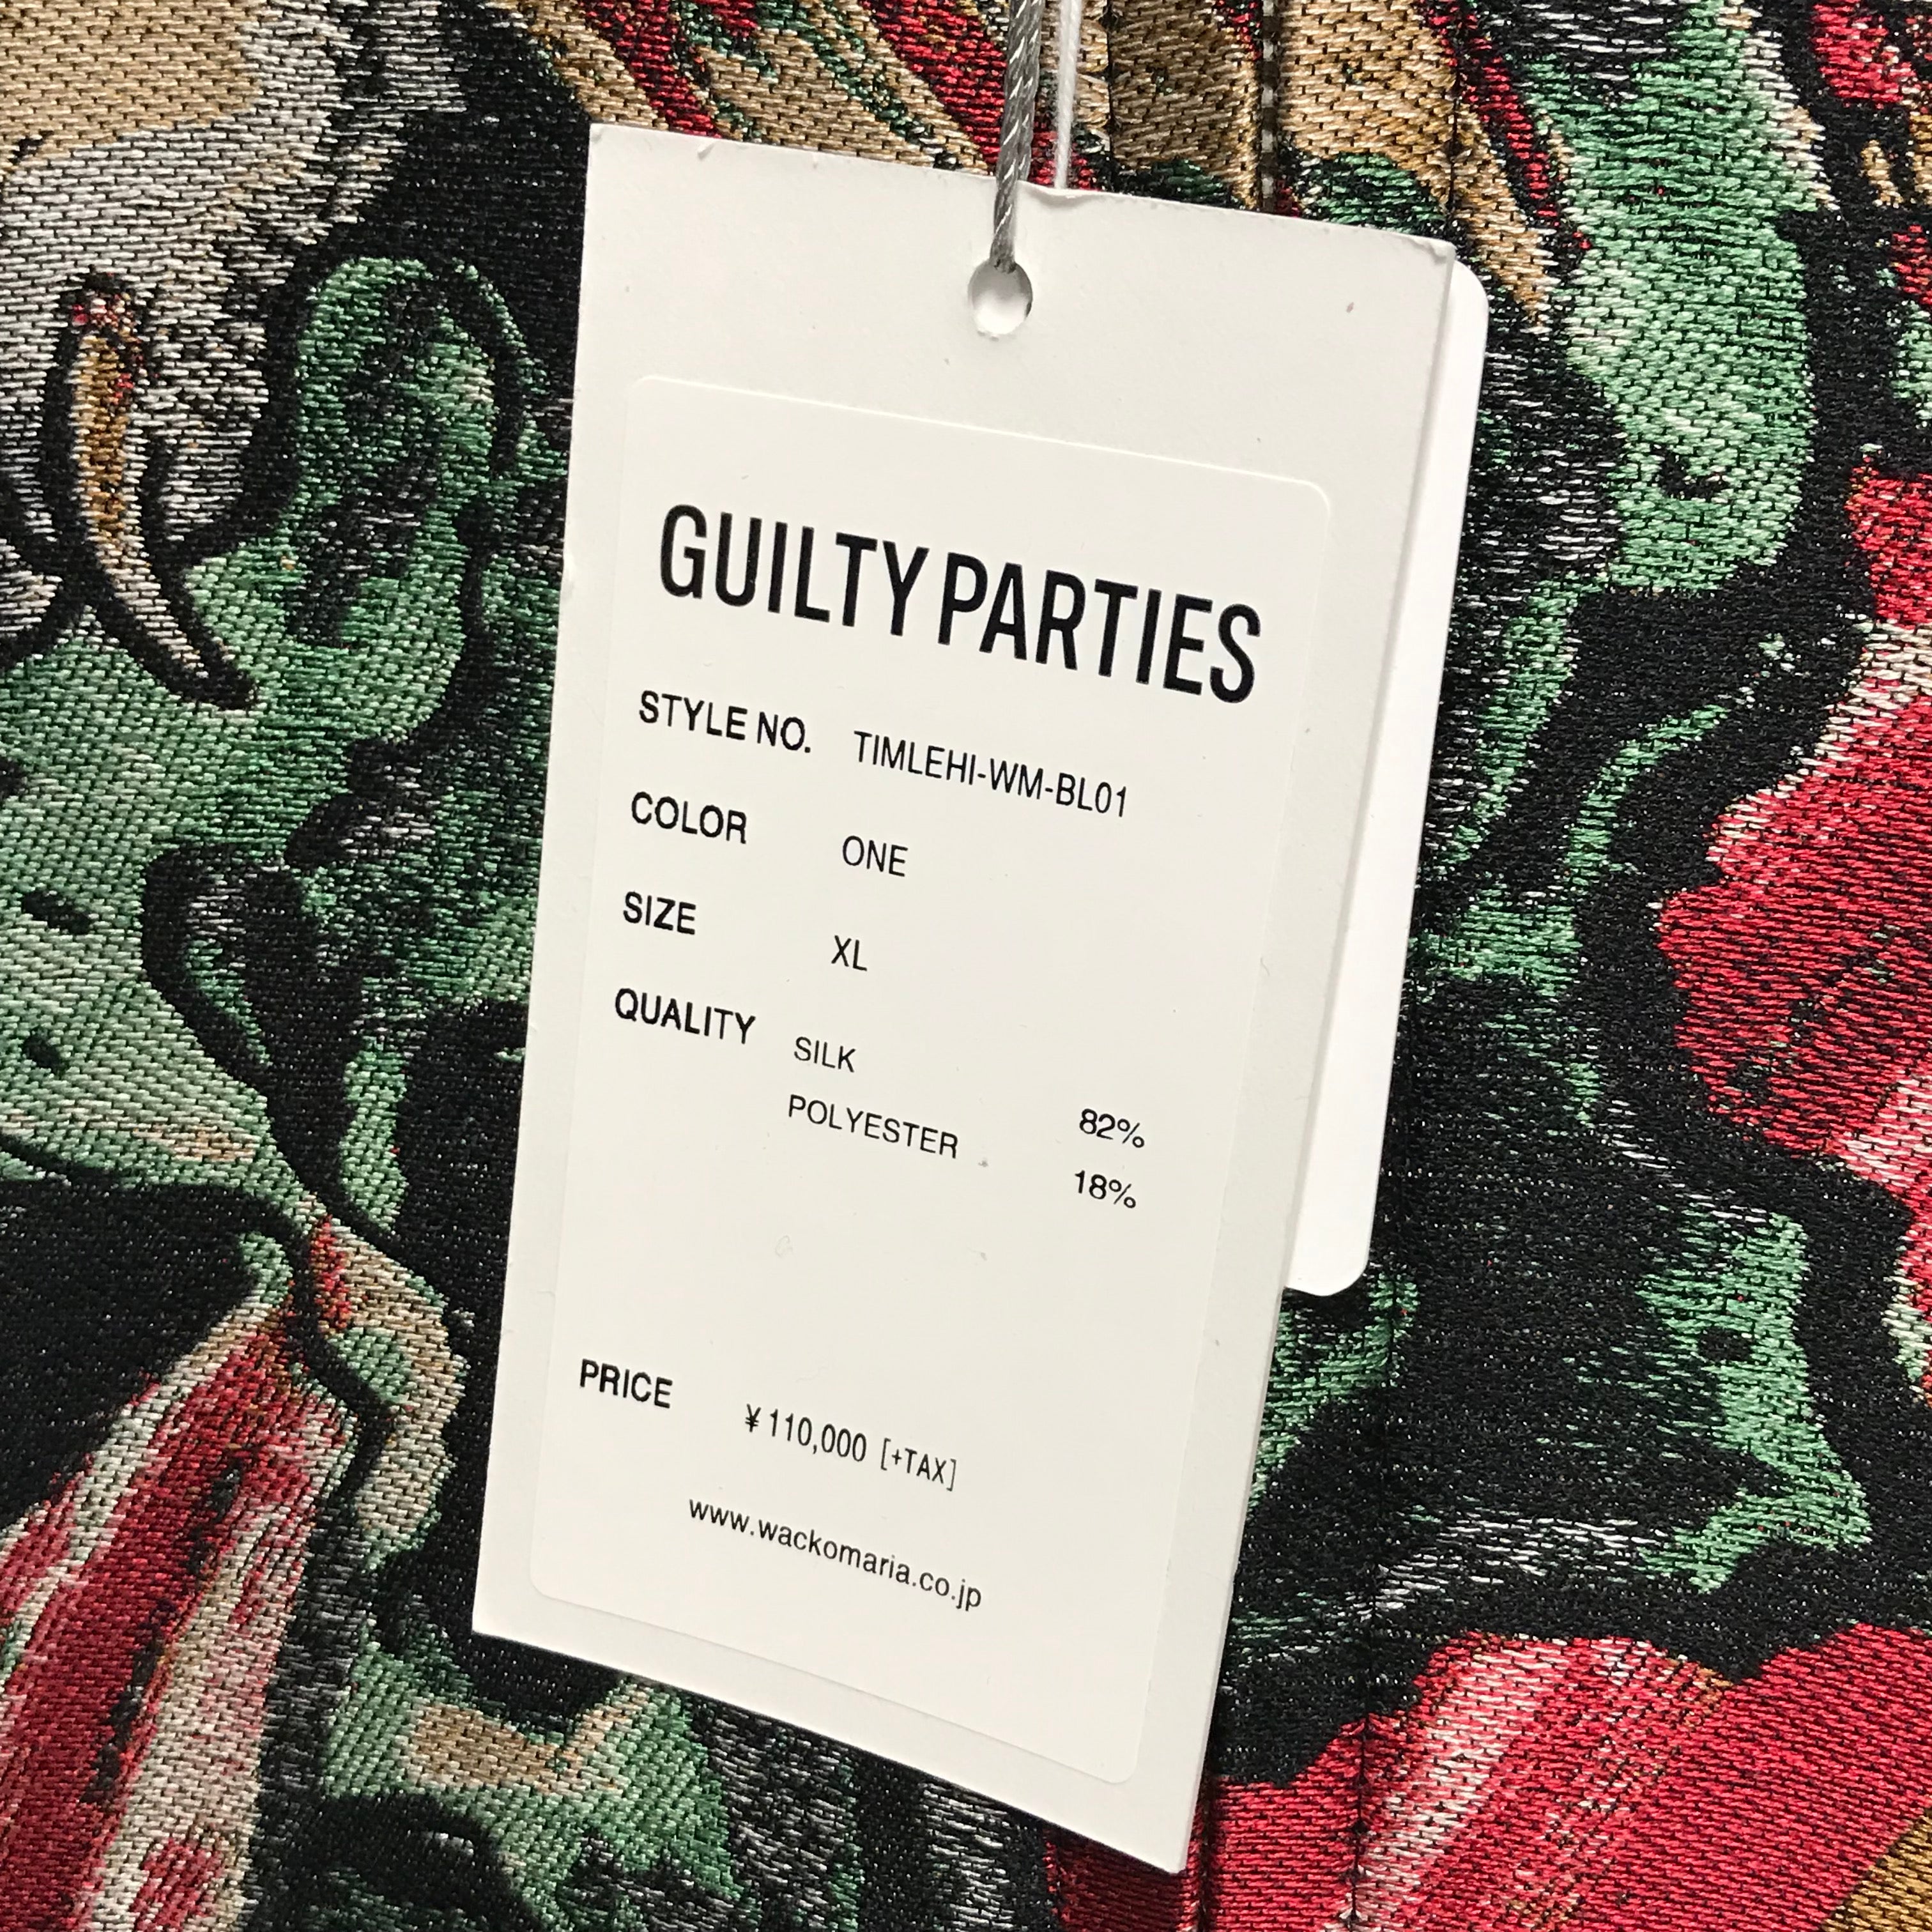 GUILTY PARTIES
STYLE NO. TIMLEHI-WM-BL01
COLOR ONE
SIZE XL
QUALITY SILK 82%
POLYESTER 18%
PRICE ¥110,000 [+TAX]
www.wackomaria.co.jp